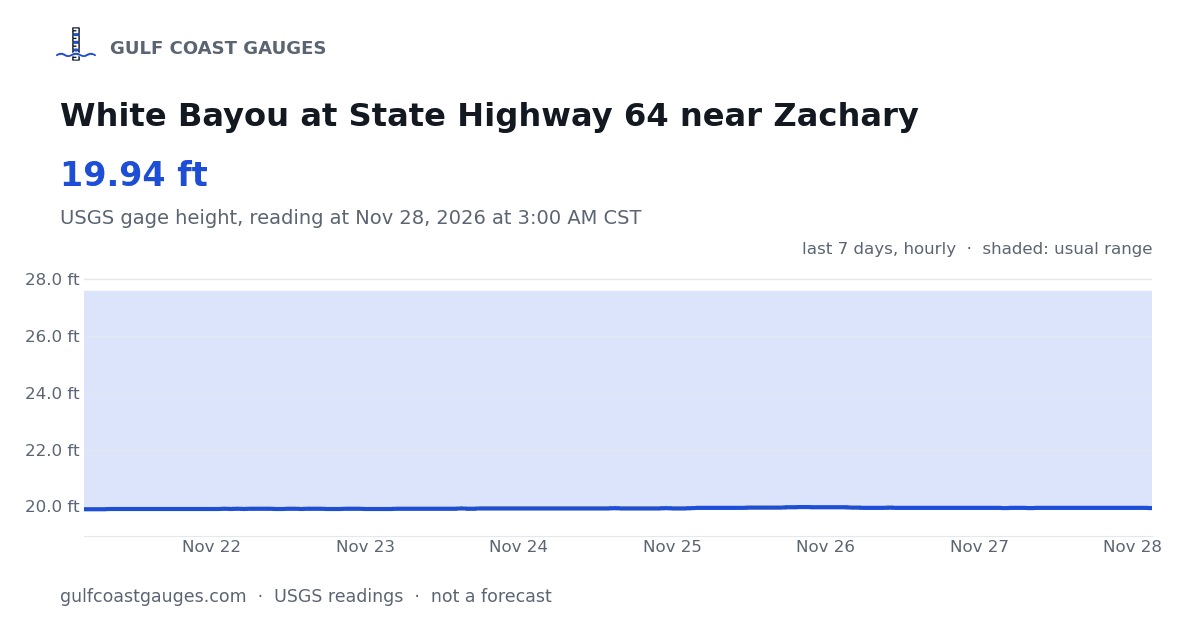 GULF COAST GAUGES
White Bayou at State Highway 64 near Zachary
19.94 ft
USGS gage height, reading at Nov 28, 2026 at 3:00 AM CST
last 7 days, hourly · shaded: usual range
28.0 ft
26.0 ft
24.0 ft
22.0 ft
20.0 ft
Nov 22 Nov 23 Nov 24 Nov 25 Nov 26 Nov 27 Nov 28
gulfcoastgauges.com · USGS readings · not a forecast